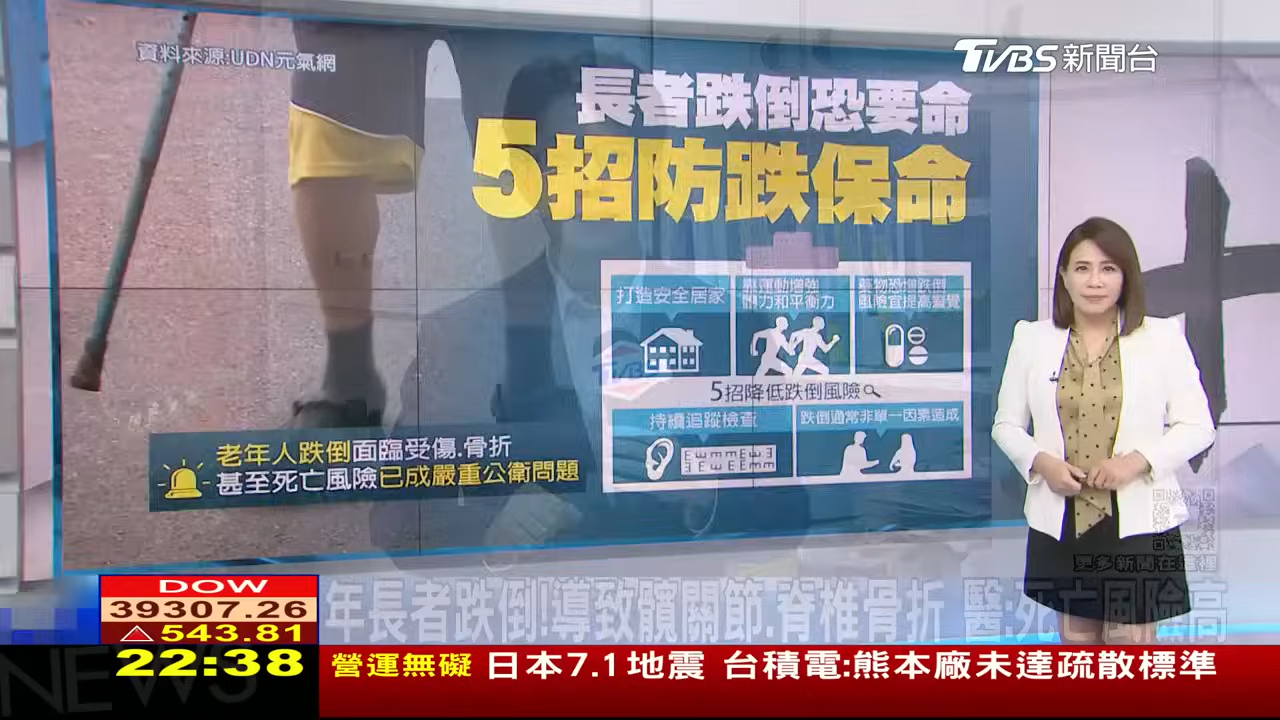 資料來源:UDN元氣網
TVBS新聞台
長者跌倒恐要命
5招防跌保命
打造安全居家
靠運動增強
體力和平衡力
藥物恐增跌倒
風險宜提高警覺
TVBS
5招降低跌倒風險
持續追蹤檢查
跌倒通常非單一因素造成
老年人跌倒面臨受傷.骨折
甚至死亡風險已成嚴重公衛問題
更多新聞在這裡
DOW
39307.26
543.81
年長者跌倒!導致髖關節.脊椎骨折 醫:死亡風險高
22:38
NEWS
營運無礙 日本7.1地震 台積電:熊本廠未達疏散標準